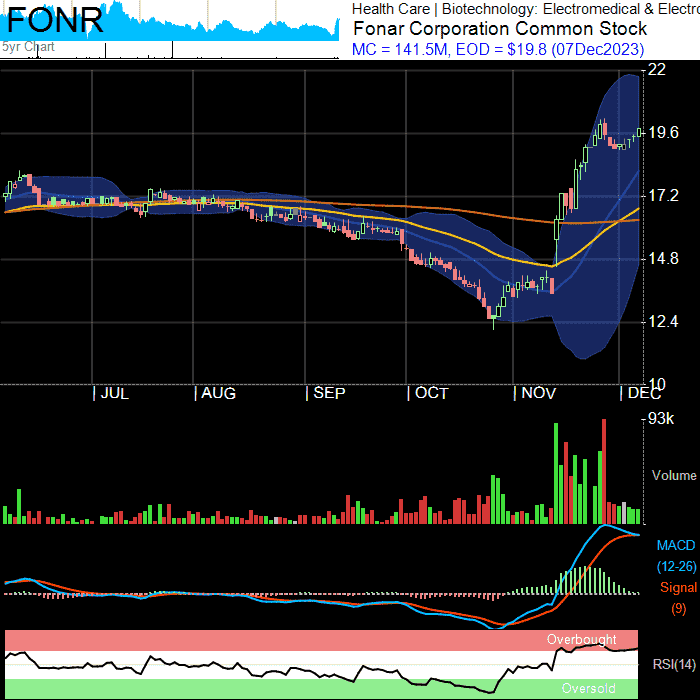 FONR
Health Care | Biotechnology: Electromedical & Electro
5yr Chart
Fonar Corporation Common Stock
MC = 141.5M, EOD = $19.8 (07Dec2023)
22
19.6
17.2
14.8
12.4
10
JUL AUG SEP OCT NOV DEC
93k
Volume
MACD
(12-26)
Signal
(9)
Overbought
RSI(14)
Oversold